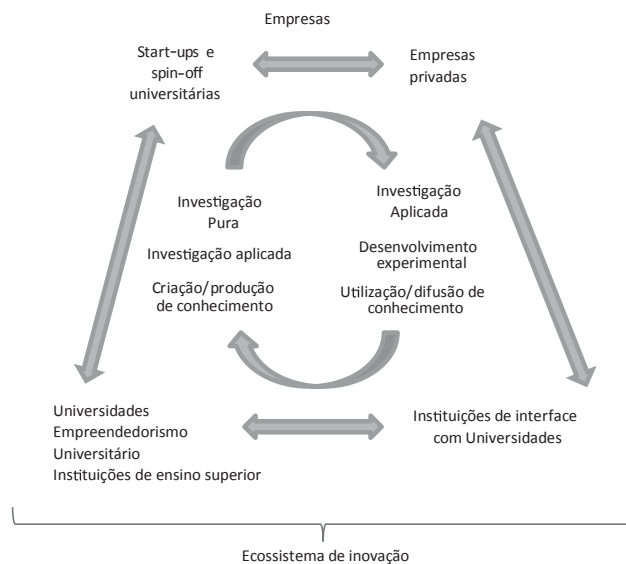 Empresas
Start-ups e
spin-off
universitárias
Empresas
privadas
Investigação
Pura
Investigação aplicada
Criação/produção
de conhecimento
Investigação
Aplicada
Desenvolvimento
experimental
Utilização/difusão de
conhecimento
Universidades
Empreendedorismo
Universitário
Instituições de ensino superior
Instituições de interface
com Universidades
Ecossistema de inovação